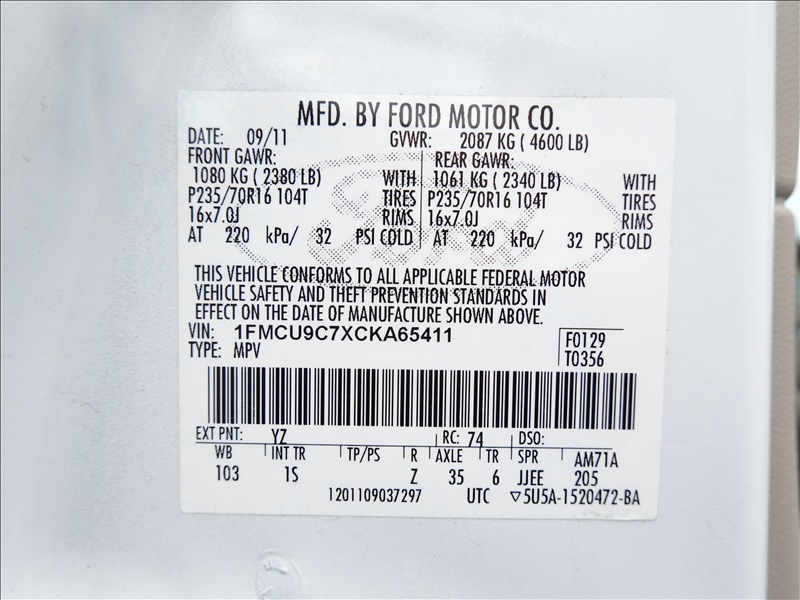 MFD. BY FORD MOTOR CO.
DATE: 09/11 GVWR: 2087 KG ( 4600 LB)
FRONT GAWR: REAR GAWR:
1080 KG ( 2380 LB) WITH 1061 KG ( 2340 LB) WITH
P235/70R16 104T TIRES P235/70R16 104T TIRES
16x7.0J RIMS 16x7.0J RIMS
AT 220 kPa/ 32 PSI COLD AT 220 kPa/ 32 PSI COLD
Ford
THIS VEHICLE CONFORMS TO ALL APPLICABLE FEDERAL MOTOR
VEHICLE SAFETY AND THEFT PREVENTION STANDARDS IN
EFFECT ON THE DATE OF MANUFACTURE SHOWN ABOVE.
VIN: 1FMCU9C7XCKA65411 F0129
TYPE: MPV T0356
EXT PNT: YZ RC: 74 DSO:
WB INT TR TP/PS R AXLE TR SPR AM71A
103 1S Z 35 6 JJEE 205
1201109037297 UTC ▽5U5A-1520472-BA